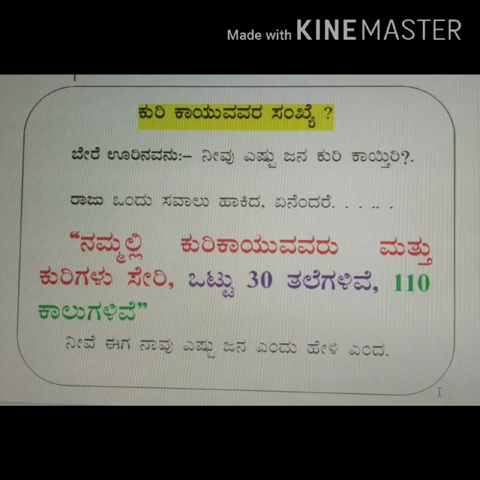 Made with KINEMASTER
ಕುರಿ ಕಾಯುವವರ ಸಂಖ್ಯೆ ?
ಬೇರೆ ಊರಿನವನು:– ನೀವು ಎಷ್ಟು ಜನ ಕುರಿ ಕಾಯ್ತಿರಿ?.
ರಾಜು ಒಂದು ಸವಾಲು ಹಾಕಿದ, ಏನೆಂದರೆ. . . .. .
“ನಮ್ಮಲ್ಲಿ ಕುರಿಕಾಯುವವರು ಮತ್ತು
ಕುರಿಗಳು ಸೇರಿ, ಒಟ್ಟು 30 ತಲೆಗಳಿವೆ, 110
ಕಾಲುಗಳಿವೆ”
ನೀವೆ ಈಗ ನಾವು ಎಷ್ಟು ಜನ ಎಂದು ಹೇಳಿ ಎಂದ.